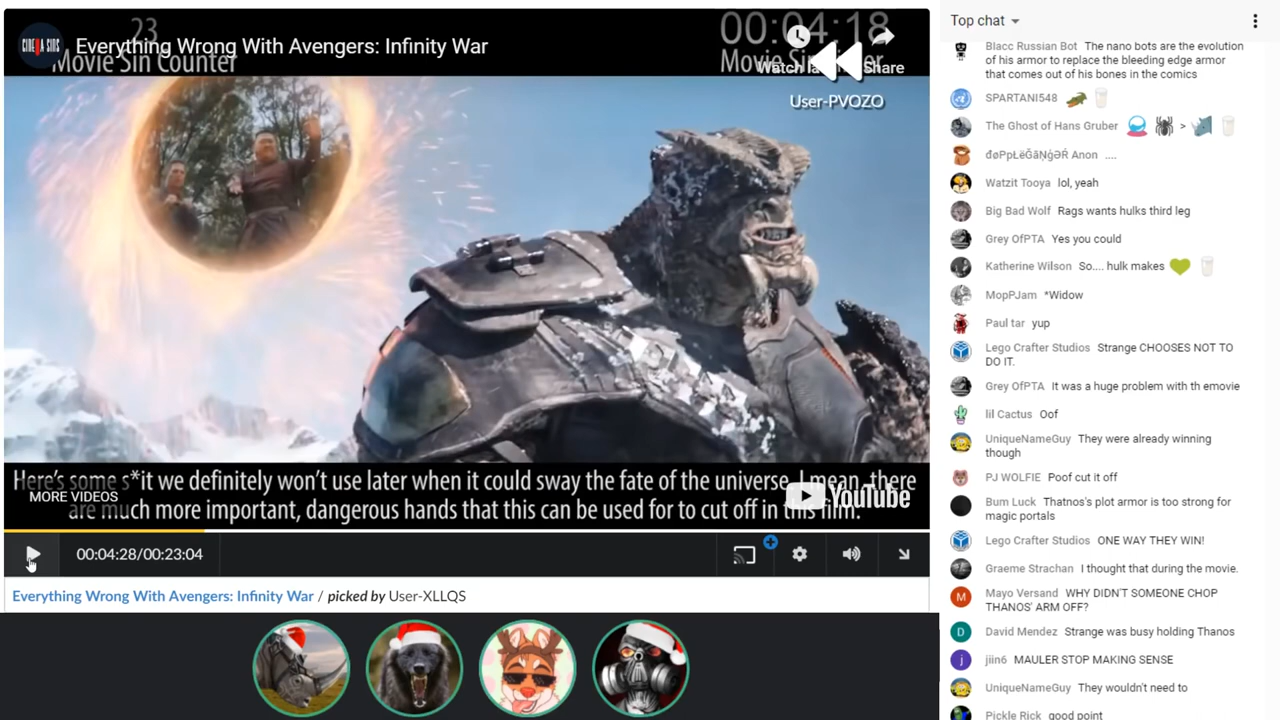 23
Movie Sin Counter
00:04:18
CINEMA SINS
Everything Wrong With Avengers: Infinity War
Share
User-PVOZO
Here's some s*it we definitely won't use later when it could sway the fate of the universe. I mean, there
are much more important, dangerous hands that this can be used for to cut off in this film.
MORE VIDEOS
YouTube
00:04:28/00:23:04
Everything Wrong With Avengers: Infinity War / picked by User-XLLQS
Top chat
Blacc Russian Bot The nano bots are the evolution
of his armor to replace the bleeding edge armor
that comes out of his bones in the comics
SPARTANI548
The Ghost of Hans Gruber >
đøPpŁëĞãŅģƏŘ Anon ....
Watzit Tooya lol, yeah
Big Bad Wolf Rags wants hulks third leg
Grey OfPTA Yes you could
Katherine Wilson So.... hulk makes
MopPJam *Widow
Paul tar yup
Lego Crafter Studios Strange CHOOSES NOT TO
DO IT.
Grey OfPTA It was a huge problem with th emovie
lil Cactus Oof
UniqueNameGuy They were already winning
though
PJ WOLFIE Poof cut it off
Bum Luck Thatnos's plot armor is too strong for
magic portals
Lego Crafter Studios ONE WAY THEY WIN!
Graeme Strachan I thought that during the movie.
M Mayo Versand WHY DIDN'T SOMEONE CHOP
THANOS' ARM OFF?
D David Mendez Strange was busy holding Thanos
j jiin6 MAULER STOP MAKING SENSE
UniqueNameGuy They wouldn't need to
Pickle Rick good point